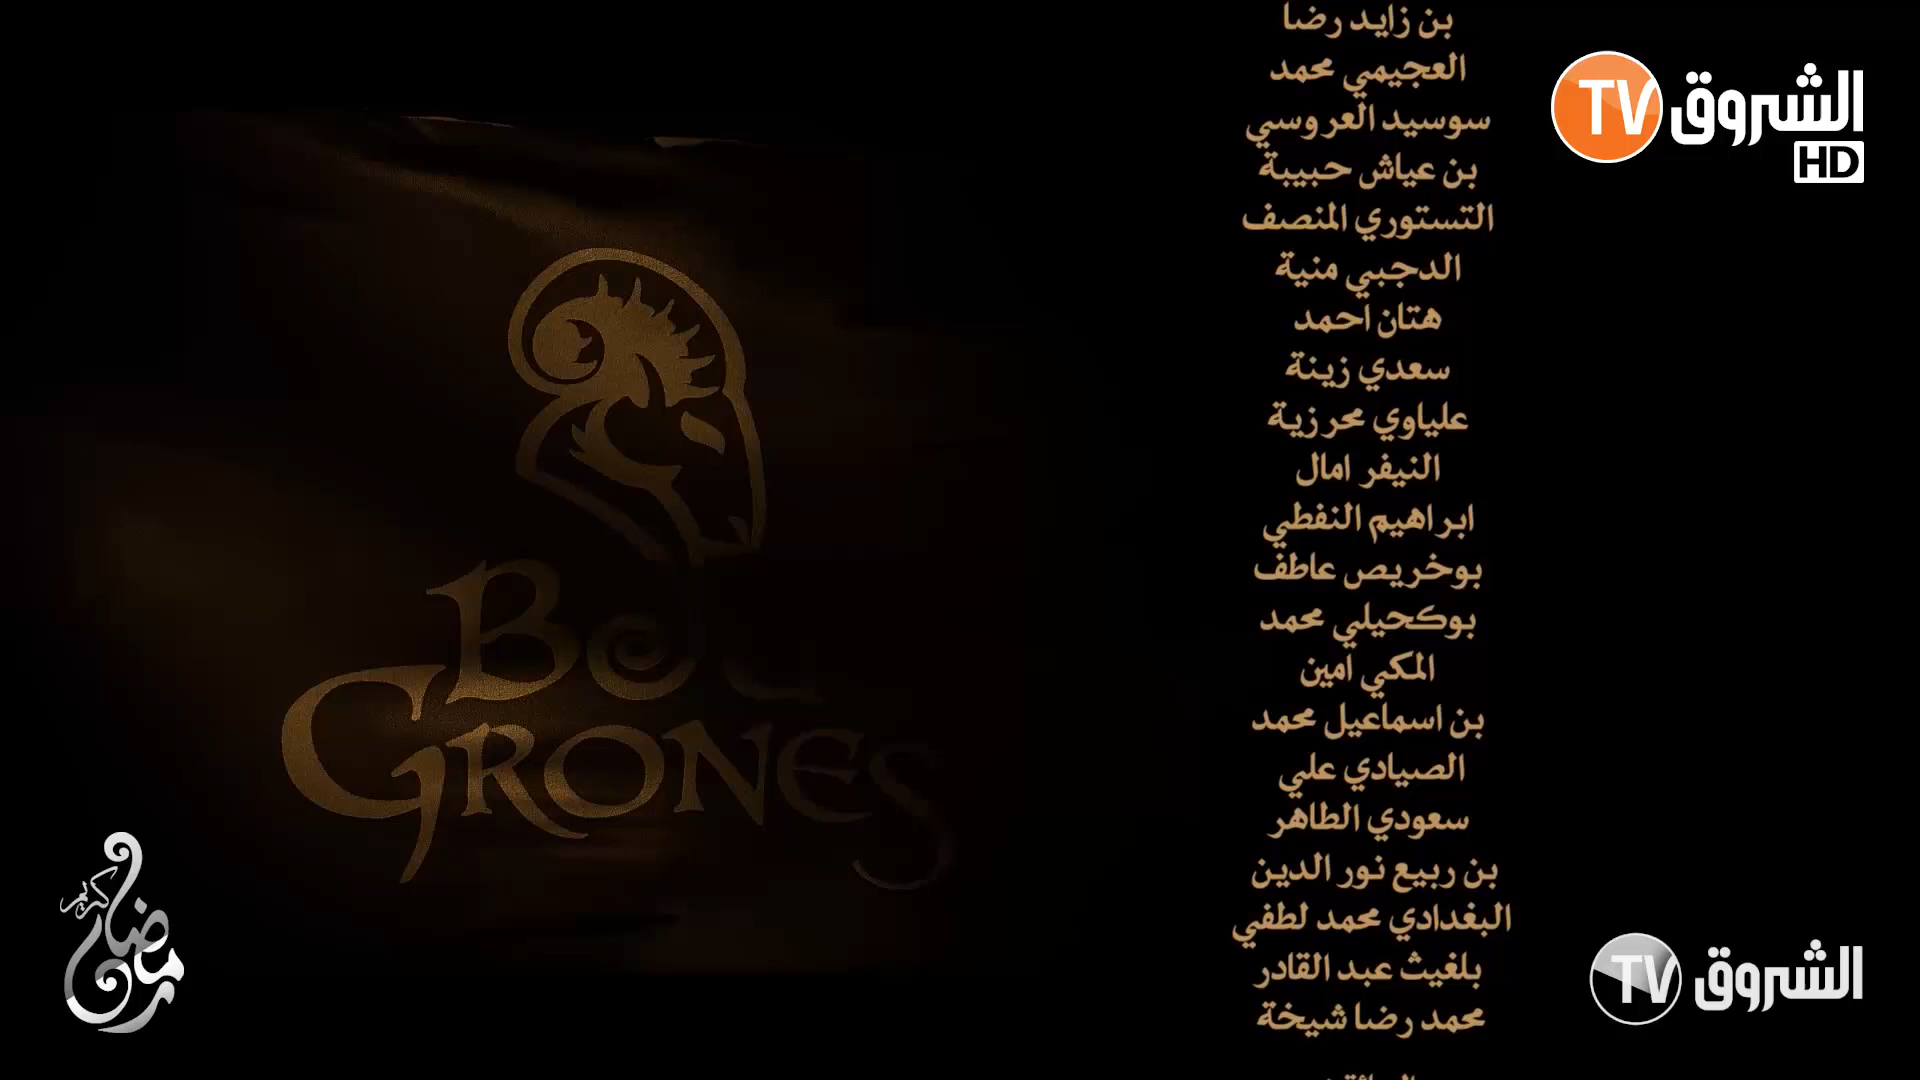 بن زايد رضا
العجيمي محمد
سوسيد العروسي
بن عياش حبيبة
التستوري المنصف
الدجبي منية
هتان احمد
سعدي زينة
علياوي محرزية
النيفر امال
ابراهيم النفطي
بوخريص عاطف
بوكحيلي محمد
المكي امين
بن اسماعيل محمد
الصيادي علي
سعودي الطاهر
بن ربيع نور الدين
البغدادي محمد لطفي
بلغيث عبد القادر
محمد رضا شيخة
الشروق TV
HD
BOU
GRONES
رمضان كريم
الشروق TV